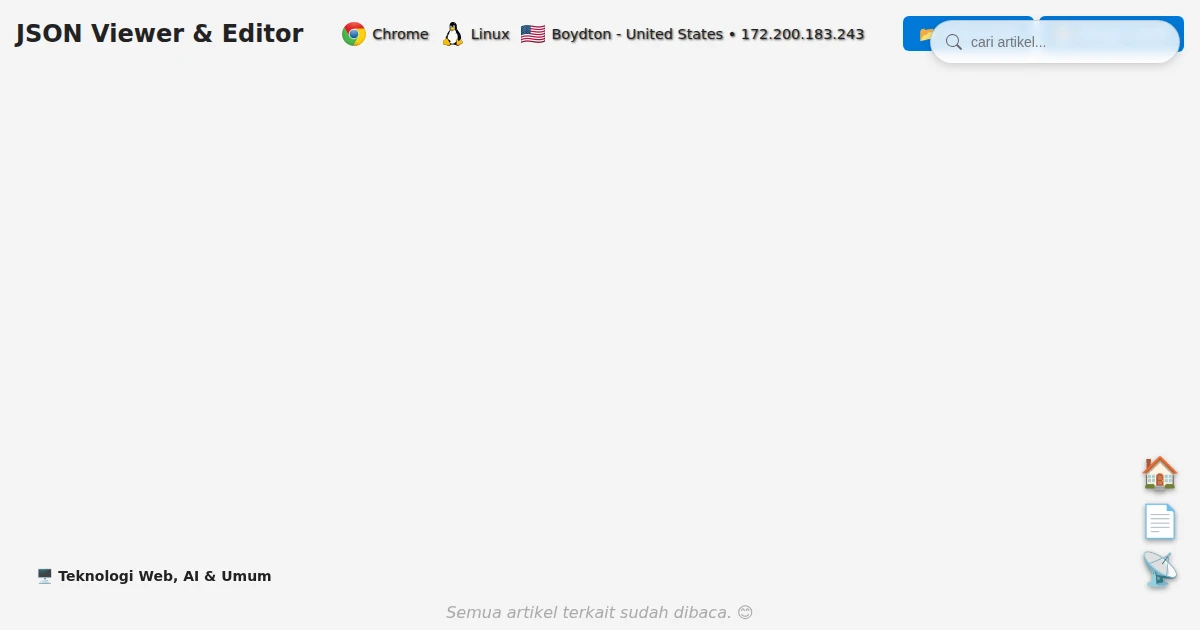 JSON Viewer & Editor
Chrome Linux Boydton - United States • 172.200.183.243
cari artikel...
Teknologi Web, AI & Umum
Semua artikel terkait sudah dibaca. 😊